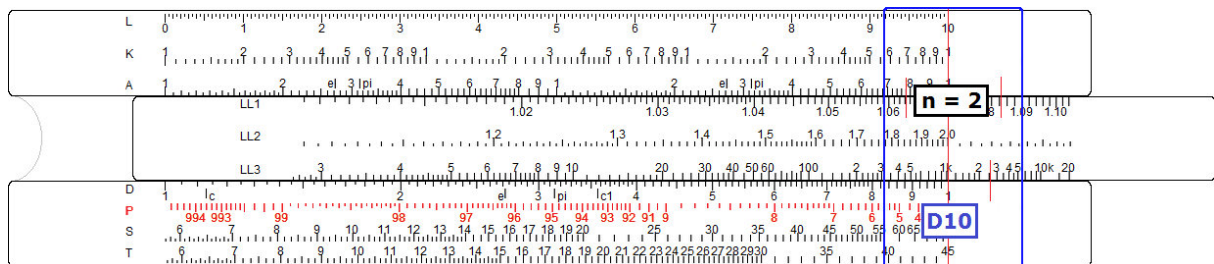 L 0 1 2 3 4 5 6 7 8 9 10
K 1 2 3 4 5 6 7 8 9 1 2 3 4 5 6 7 8 9 1 2 3 4 5 6 7 8 9 1
A 1 2 e 3 pi 4 5 6 7 8 9 1 2 e 3 pi 4 5 6 7 8 9 1
LL1 1.02 1.03 1.04 1.05 1.06 n = 2 8 1.09 1.10
LL2 1,2 1.3 1,4 1,5 1,6 1,7 1,8 1,9 2,0
LL3 3 4 5 6 7 8 9 10 20 30 40 50 60 100 2 3 4 5 1k 2 3 4 5 10k 20
D 1 c 2 e 3 pi c1 4 5 6 7 8 9 1
P 994 993 99 98 97 96 95 94 93 92 91 9 8 7 6 5 4 D10
S 6 7 8 9 10 11 12 13 14 15 16 17 18 19 20 25 30 35 40 45 50 55 60 65
T 6 7 8 9 10 11 12 13 14 15 16 17 18 19 20 21 22 23 24 25 26 27 28 29 30 35 40 45